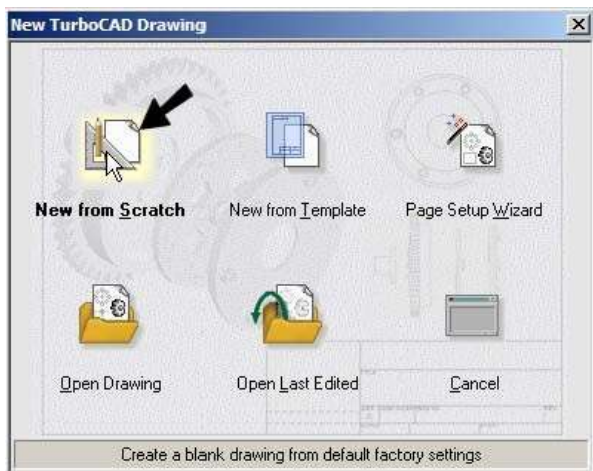 New TurboCAD Drawing
New from Scratch New from Template Page Setup Wizard
Open Drawing Open Last Edited Cancel
Create a blank drawing from default factory settings